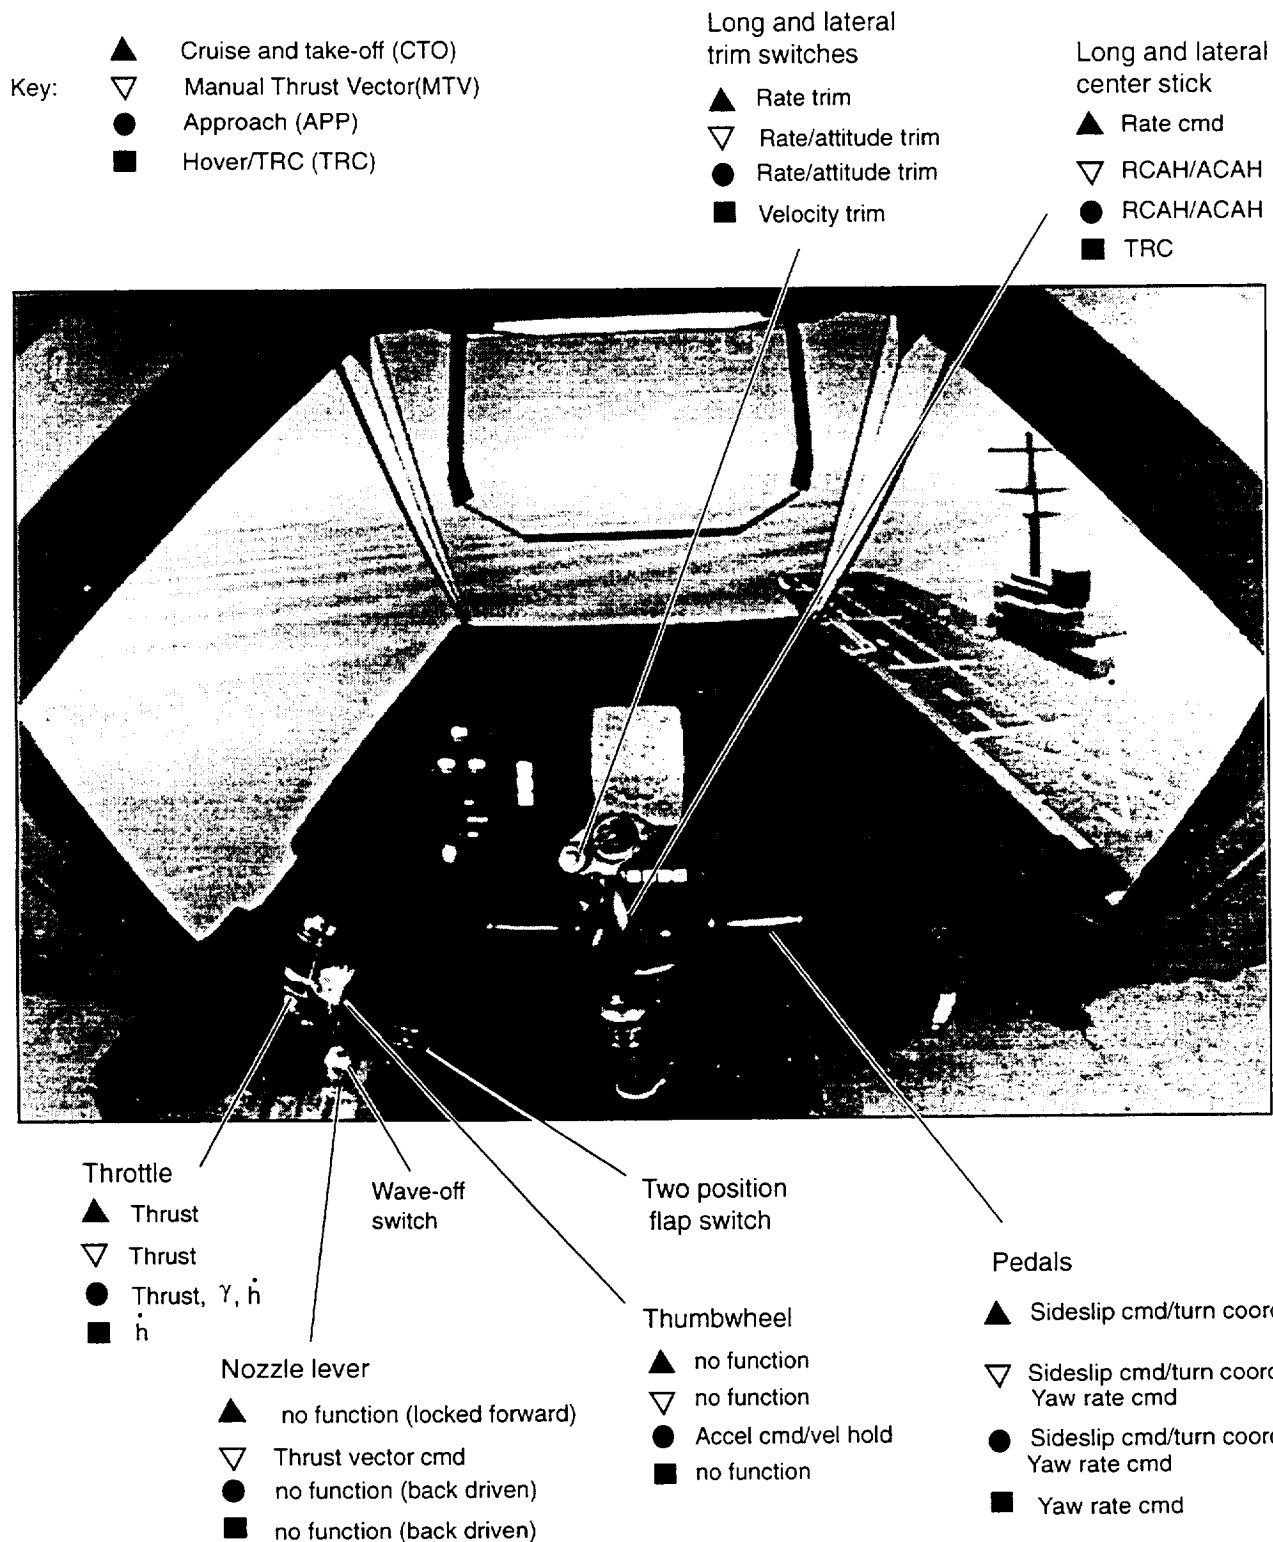 Key:
▲ Cruise and take-off (CTO)
▽ Manual Thrust Vector(MTV)
● Approach (APP)
■ Hover/TRC (TRC)
Long and lateral
trim switches
▲ Rate trim
▽ Rate/attitude trim
● Rate/attitude trim
■ Velocity trim
Long and lateral
center stick
▲ Rate cmd
▽ RCAH/ACAH
● RCAH/ACAH
■ TRC
Throttle
▲ Thrust
▽ Thrust
● Thrust, γ, ḣ
■ ḣ
Wave-off
switch
Two position
flap switch
Nozzle lever
▲ no function (locked forward)
▽ Thrust vector cmd
● no function (back driven)
■ no function (back driven)
Thumbwheel
▲ no function
▽ no function
● Accel cmd/vel hold
■ no function
Pedals
▲ Sideslip cmd/turn coord
▽ Sideslip cmd/turn coord
Yaw rate cmd
● Sideslip cmd/turn coord
Yaw rate cmd
■ Yaw rate cmd